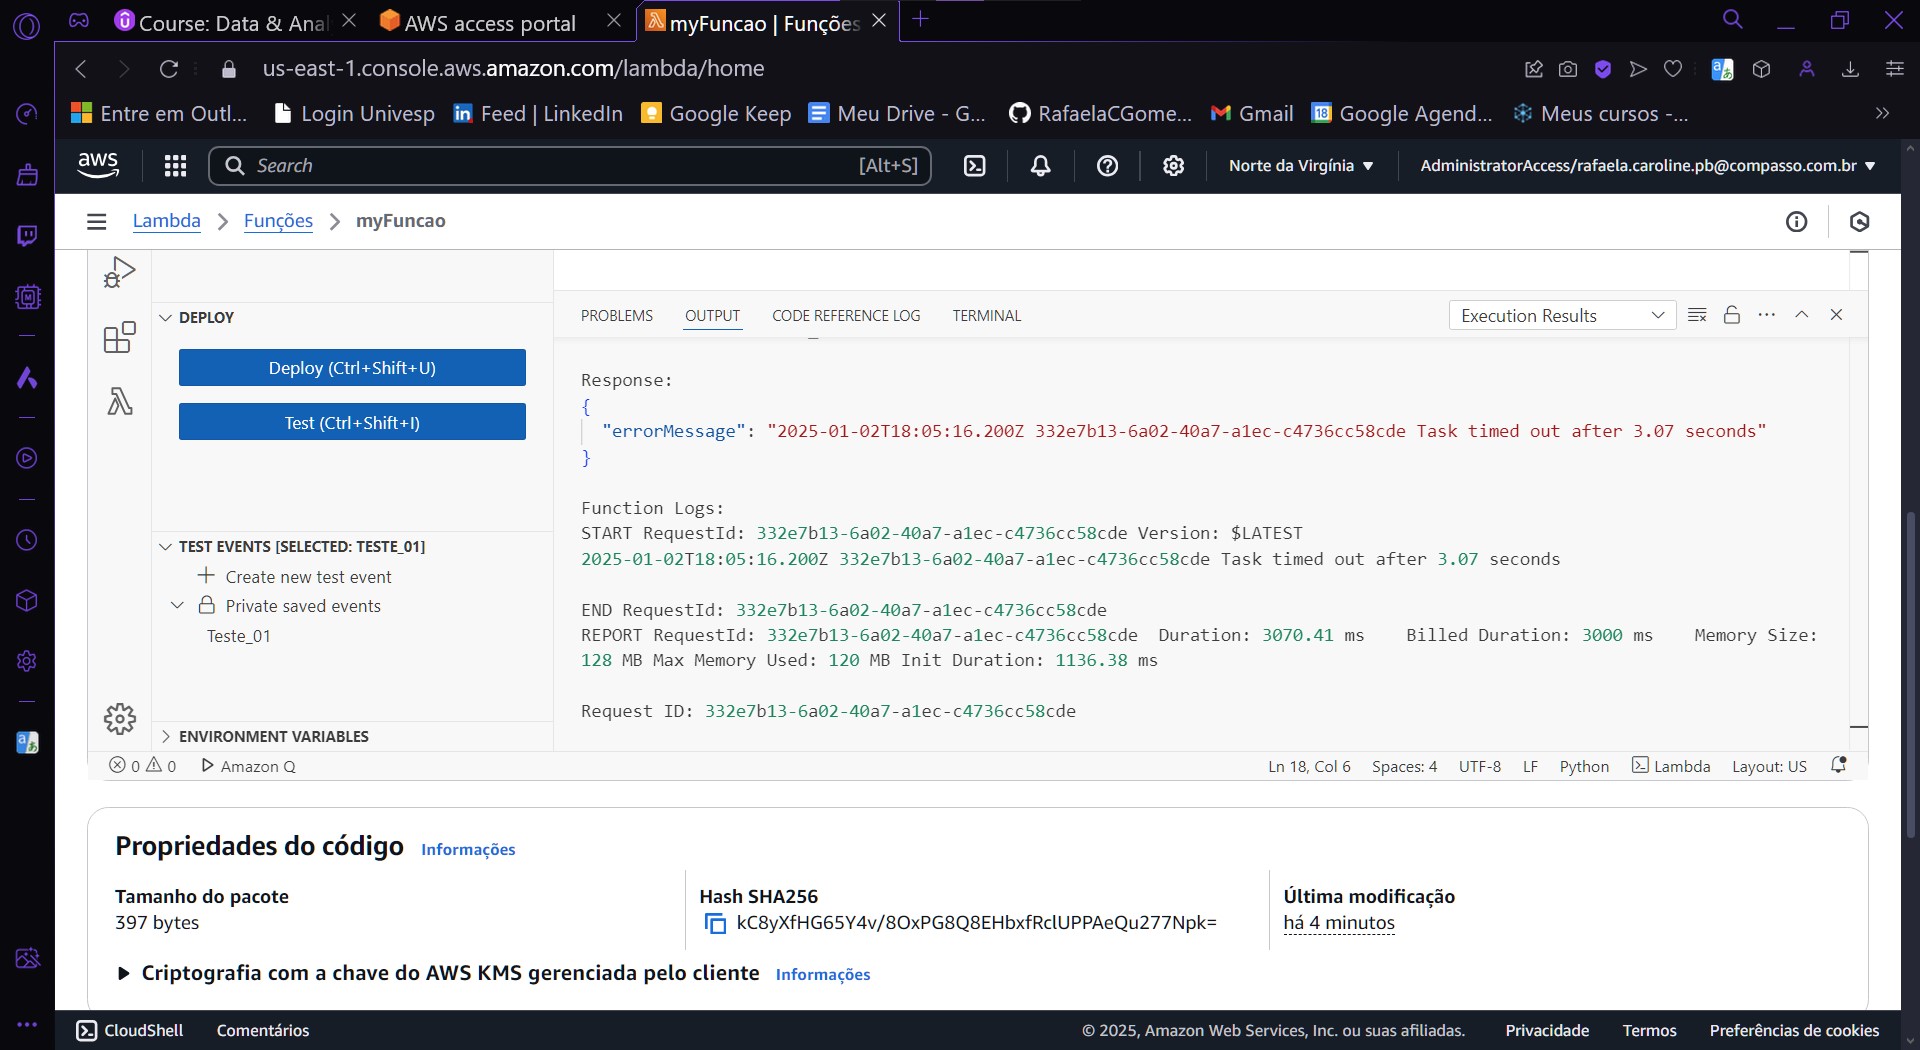 Course: Data & Anal
AWS access portal
myFuncao | Funções
us-east-1.console.aws.amazon.com/lambda/home
Entre em Outl...
Login Univesp
Feed | LinkedIn
Google Keep
Meu Drive - G...
RafaelaCGome...
Gmail
Google Agend...
Meus cursos -...
aws
Search
[Alt+S]
Norte da Virgínia
AdministratorAccess/rafaela.caroline.pb@compasso.com.br
Lambda
Funções
myFuncao
DEPLOY
Deploy (Ctrl+Shift+U)
Test (Ctrl+Shift+I)
TEST EVENTS [SELECTED: TESTE_01]
Create new test event
Private saved events
Teste_01
ENVIRONMENT VARIABLES
PROBLEMS
OUTPUT
CODE REFERENCE LOG
TERMINAL
Execution Results
Response:
{
"errorMessage": "2025-01-02T18:05:16.200Z 332e7b13-6a02-40a7-a1ec-c4736cc58cde Task timed out after 3.07 seconds"
}
Function Logs:
START RequestId: 332e7b13-6a02-40a7-a1ec-c4736cc58cde Version: $LATEST
2025-01-02T18:05:16.200Z 332e7b13-6a02-40a7-a1ec-c4736cc58cde Task timed out after 3.07 seconds
END RequestId: 332e7b13-6a02-40a7-a1ec-c4736cc58cde
REPORT RequestId: 332e7b13-6a02-40a7-a1ec-c4736cc58cde Duration: 3070.41 ms Billed Duration: 3000 ms Memory Size:
128 MB Max Memory Used: 120 MB Init Duration: 1136.38 ms
Request ID: 332e7b13-6a02-40a7-a1ec-c4736cc58cde
0
0
Amazon Q
Ln 18, Col 6
Spaces: 4
UTF-8
LF
Python
Lambda
Layout: US
Propriedades do código
Informações
Tamanho do pacote
397 bytes
Hash SHA256
kC8yXfHG65Y4v/8OxPG8Q8EHbxfRclUPPAeQu277Npk=
Última modificação
há 4 minutos
Criptografia com a chave do AWS KMS gerenciada pelo cliente
Informações
CloudShell
Comentários
© 2025, Amazon Web Services, Inc. ou suas afiliadas.
Privacidade
Termos
Preferências de cookies